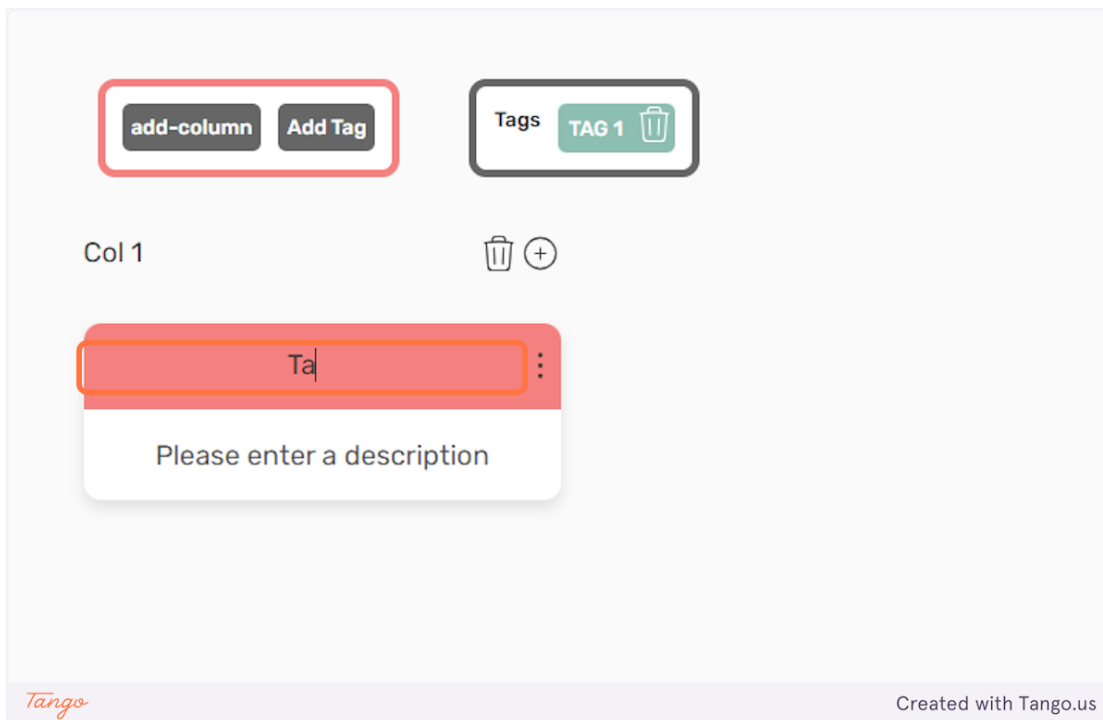 add-column Add Tag
Tags TAG 1
Col 1
Ta
Please enter a description
Tango
Created with Tango.us